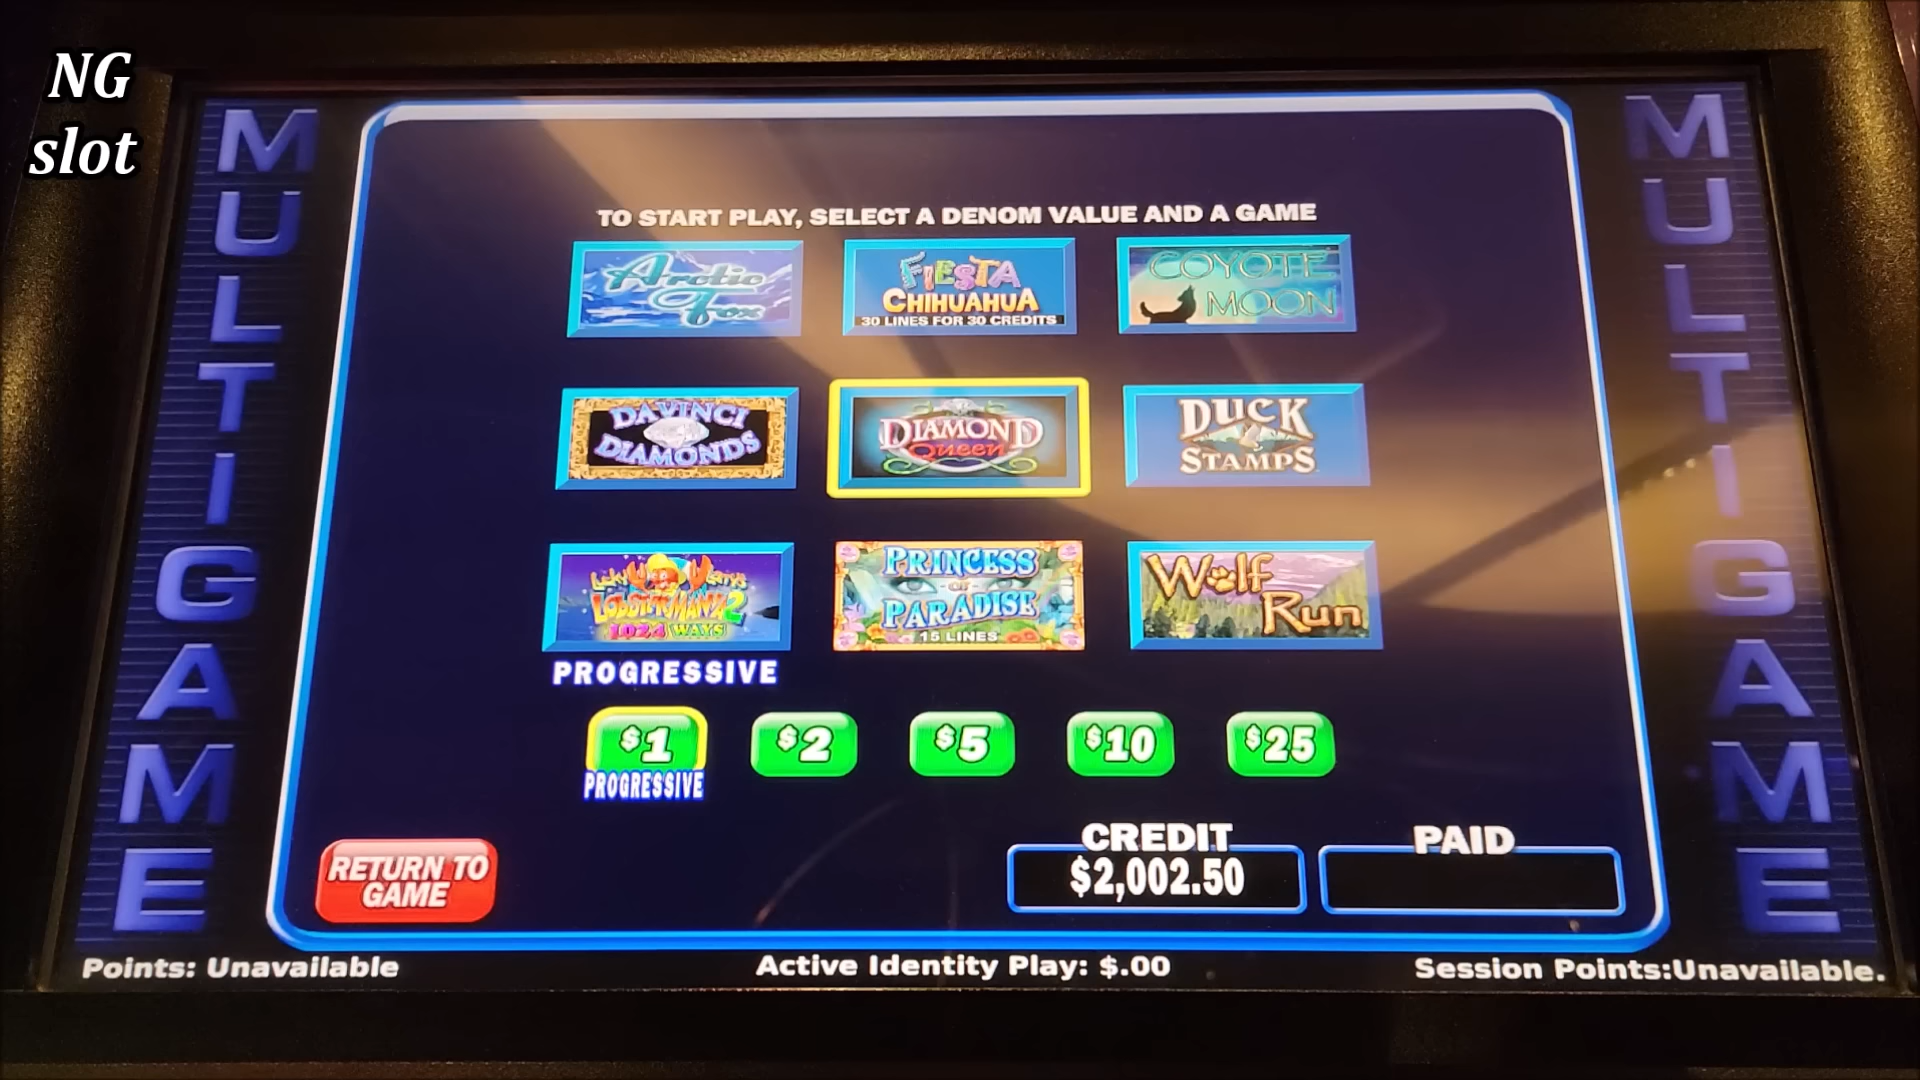 NG
slot
MULTIGAME
MULTIGAME
TO START PLAY, SELECT A DENOM VALUE AND A GAME
Arctic
Fox
FIESTA
CHIHUAHUA
30 LINES FOR 30 CREDITS
COYOTE
MOON
DAVINCI
DIAMONDS
DIAMOND
Queen
DUCK
STAMPS
Lucky Larry's
LOBSTERMANIA 2
1024 WAYS
PRINCESS
OF
PARADISE
15 LINES
Wolf
Run
PROGRESSIVE
$1
PROGRESSIVE
$2
$5
$10
$25
RETURN TO
GAME
CREDIT
$2,002.50
PAID
Points: Unavailable
Active Identity Play: $.00
Session Points:Unavailable.